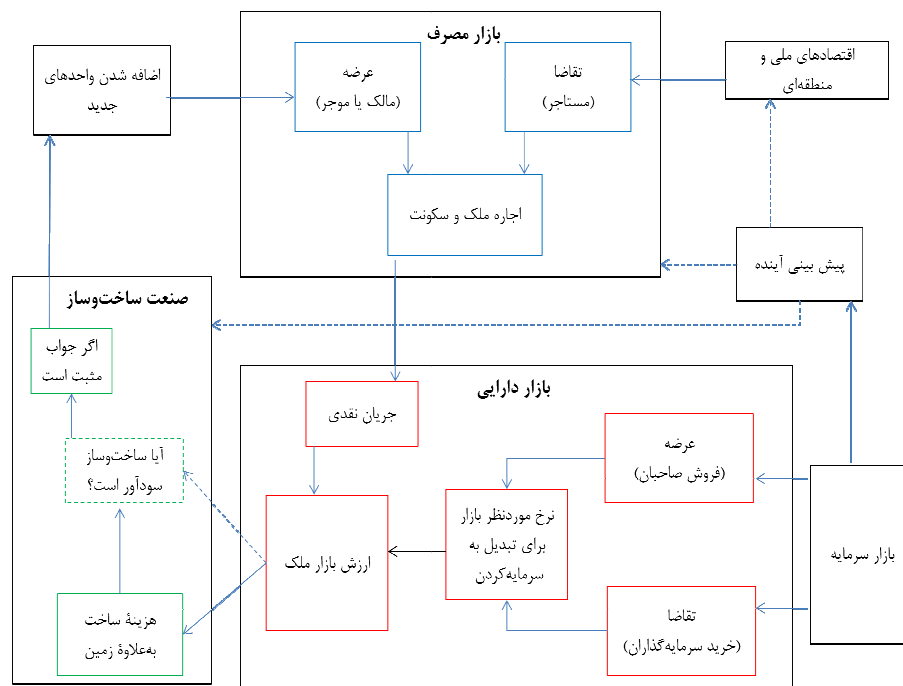 بازار مصرف
اقتصادهای ملی و
منطقه‌ای
تقاضا
(مستاجر)
عرضه
(مالک یا موجر)
اضافه شدن واحدهای
جدید
اجاره ملک و سکونت
پیش بینی آینده
صنعت ساخت‌وساز
اگر جواب
مثبت است
آیا ساخت‌وساز
سودآور است؟
هزینهٔ ساخت
به‌علاوهٔ زمین
بازار دارایی
جریان نقدی
عرضه
(فروش صاحبان)
نرخ موردنظر بازار
برای تبدیل به
سرمایه‌کردن
ارزش بازار ملک
تقاضا
(خرید سرمایه‌گذاران)
بازار سرمایه